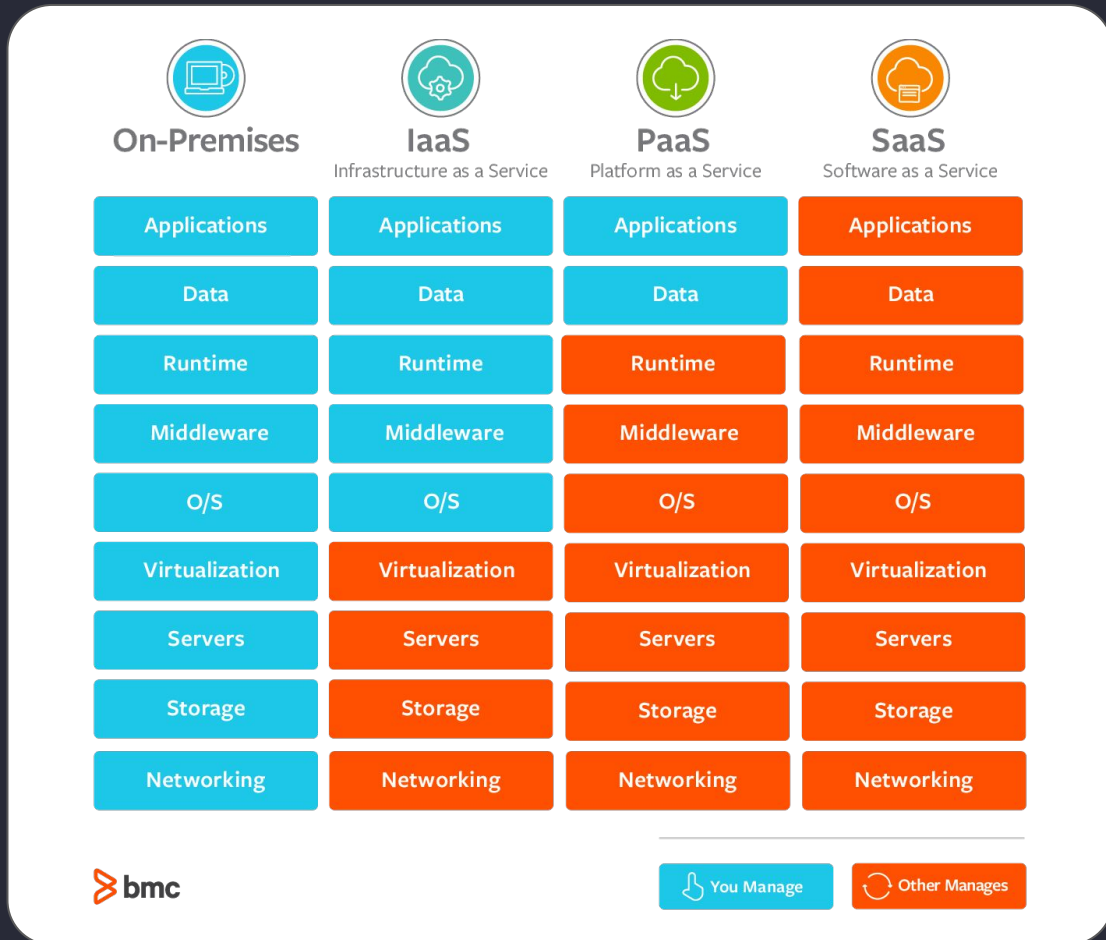 On-Premises IaaS PaaS SaaS
Infrastructure as a Service Platform as a Service Software as a Service
Applications Applications Applications Applications
Data Data Data Data
Runtime Runtime Runtime Runtime
Middleware Middleware Middleware Middleware
O/S O/S O/S O/S
Virtualization Virtualization Virtualization Virtualization
Servers Servers Servers Servers
Storage Storage Storage Storage
Networking Networking Networking Networking
bmc You Manage Other Manages